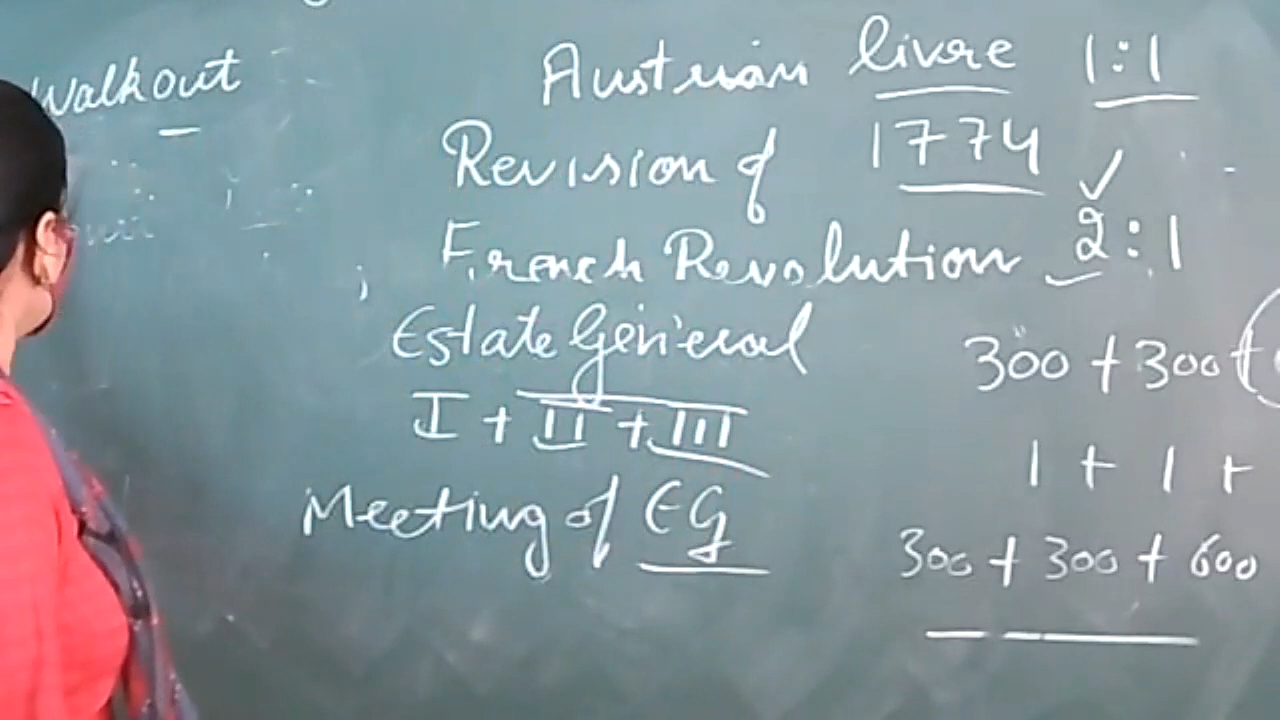 Walkout
Austrian livre 1:1
Revision of 1774 ✓
French Revolution 2:1
Estate General
300 + 300 +
I + II + III
1 + 1 +
Meeting of EG
300 + 300 + 600